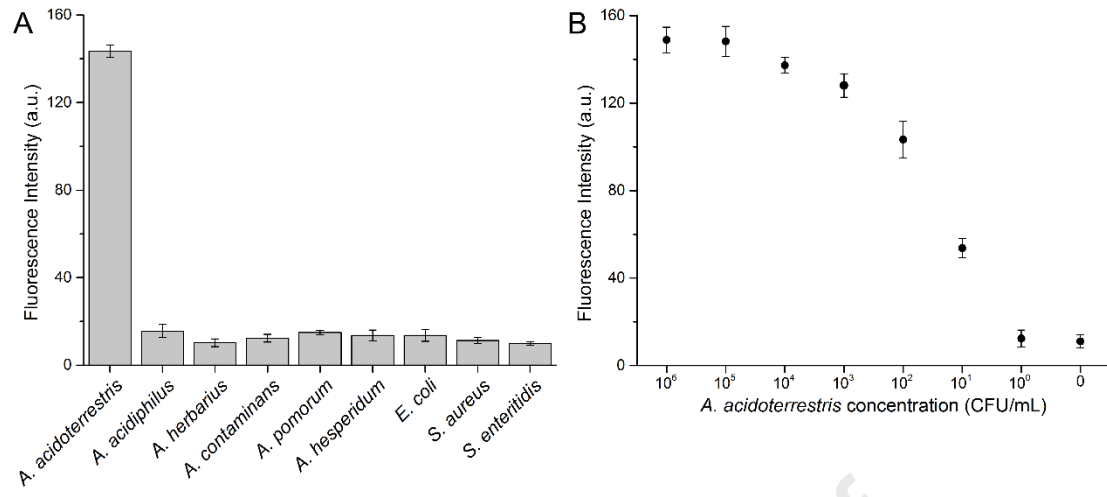 A
Fluorescence Intensity (a.u.)
160
120
80
40
0
A. acidoterrestris
A. acidiphilus
A. herbarius
A. contaminans
A. pomorum
A. hesperidum
E. coli
S. aureus
S. enteritidis
B
Fluorescence Intensity (a.u.)
160
120
80
40
0
10⁶ 10⁵ 10⁴ 10³ 10² 10¹ 10⁰ 0
A. acidoterrestris concentration (CFU/mL)